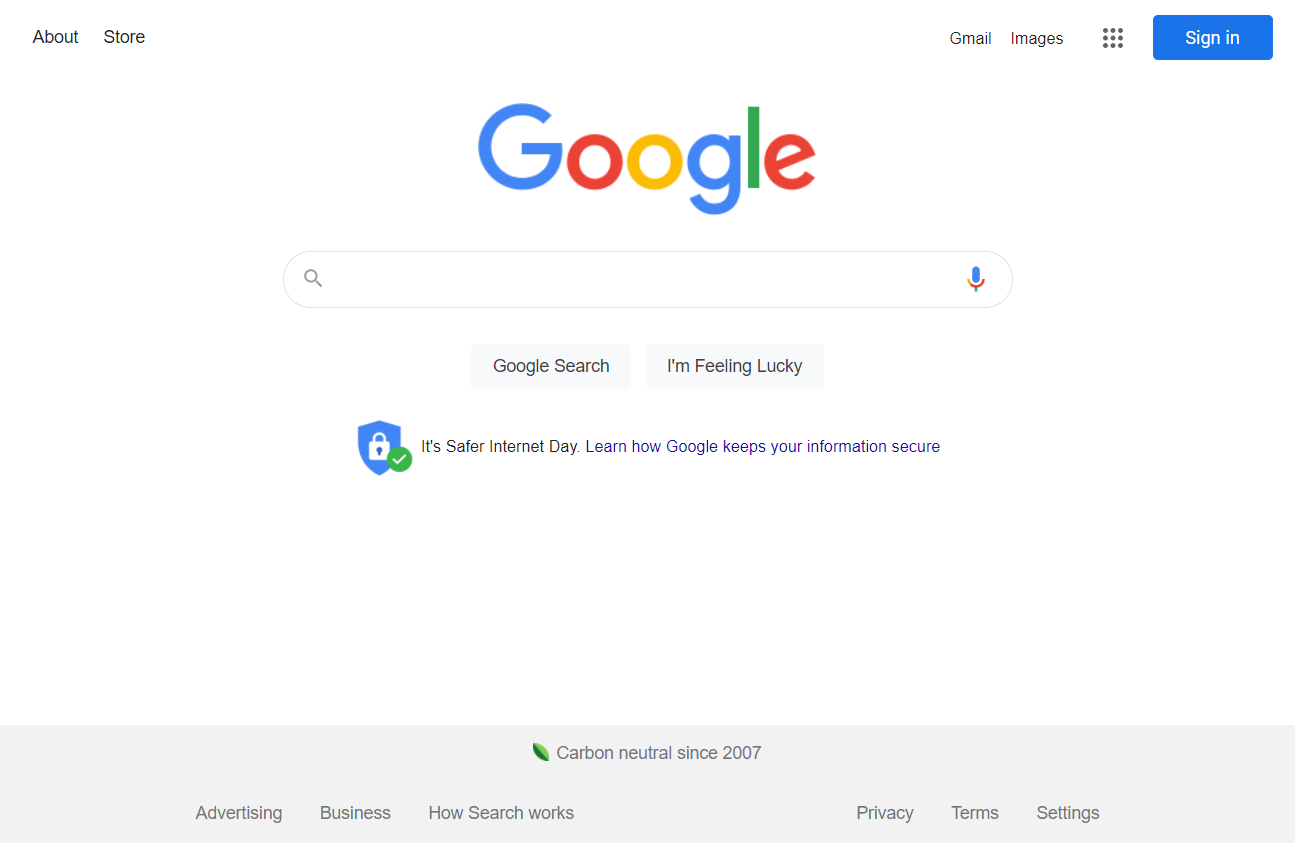 About Store Gmail Images Sign in
Google
Google Search I'm Feeling Lucky
It's Safer Internet Day. Learn how Google keeps your information secure
Carbon neutral since 2007
Advertising Business How Search works Privacy Terms Settings